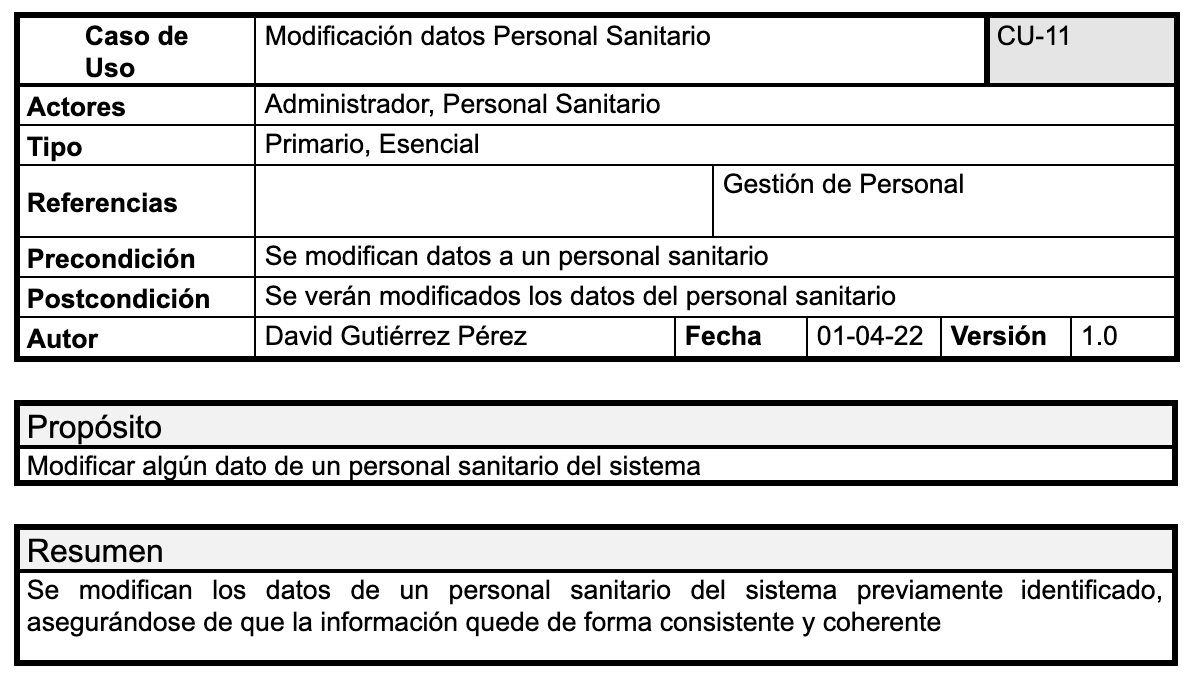 Caso de Modificación datos Personal Sanitario CU-11
Uso
Actores Administrador, Personal Sanitario
Tipo Primario, Esencial
Referencias Gestión de Personal
Precondición Se modifican datos a un personal sanitario
Postcondición Se verán modificados los datos del personal sanitario
Autor David Gutiérrez Pérez Fecha 01-04-22 Versión 1.0
Propósito
Modificar algún dato de un personal sanitario del sistema
Resumen
Se modifican los datos de un personal sanitario del sistema previamente identificado,
asegurándose de que la información quede de forma consistente y coherente